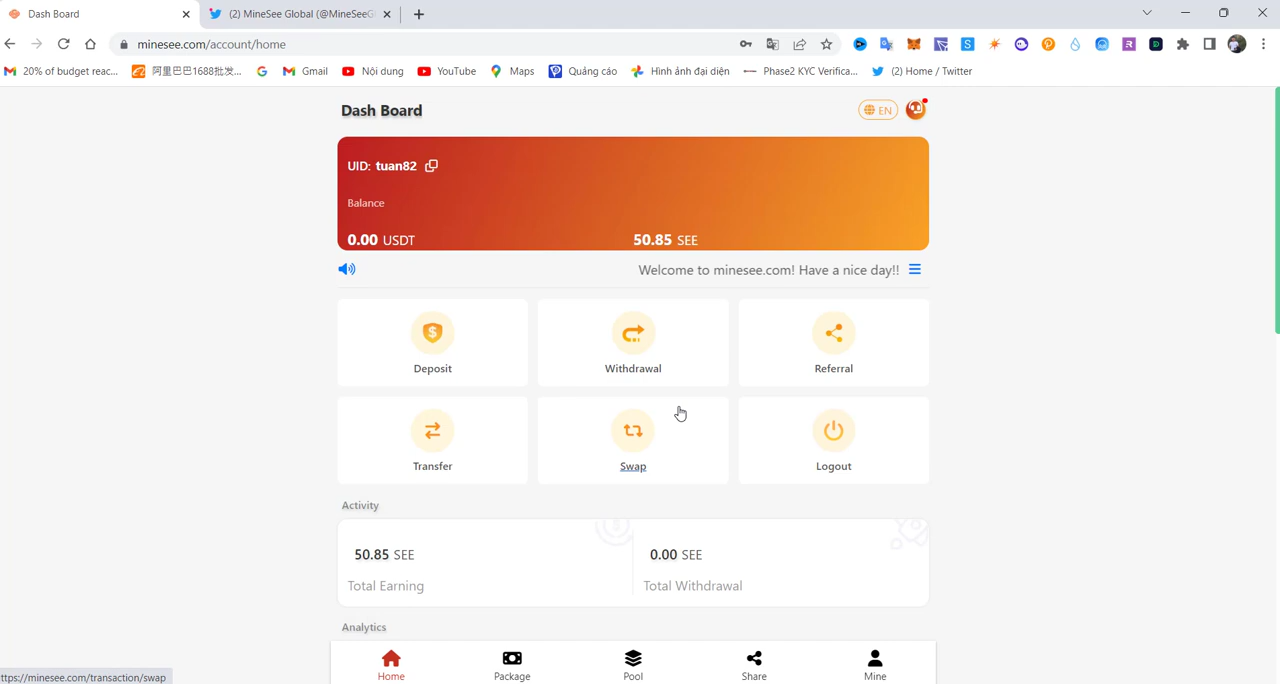 Dash Board
(2) MineSee Global (@MineSeeG
minesee.com/account/home
20% of budget reac...
阿里巴巴1688批发...
Gmail
Nội dung
YouTube
Maps
Quảng cáo
Hình ảnh đại diện
Phase2 KYC Verifica...
(2) Home / Twitter
Dash Board
EN
UID: tuan82
Balance
0.00 USDT
50.85 SEE
Welcome to minesee.com! Have a nice day!!
Deposit
Withdrawal
Referral
Transfer
Swap
Logout
Activity
50.85 SEE
0.00 SEE
Total Earning
Total Withdrawal
Analytics
Home
Package
Pool
Share
Mine
ttps://minesee.com/transaction/swap